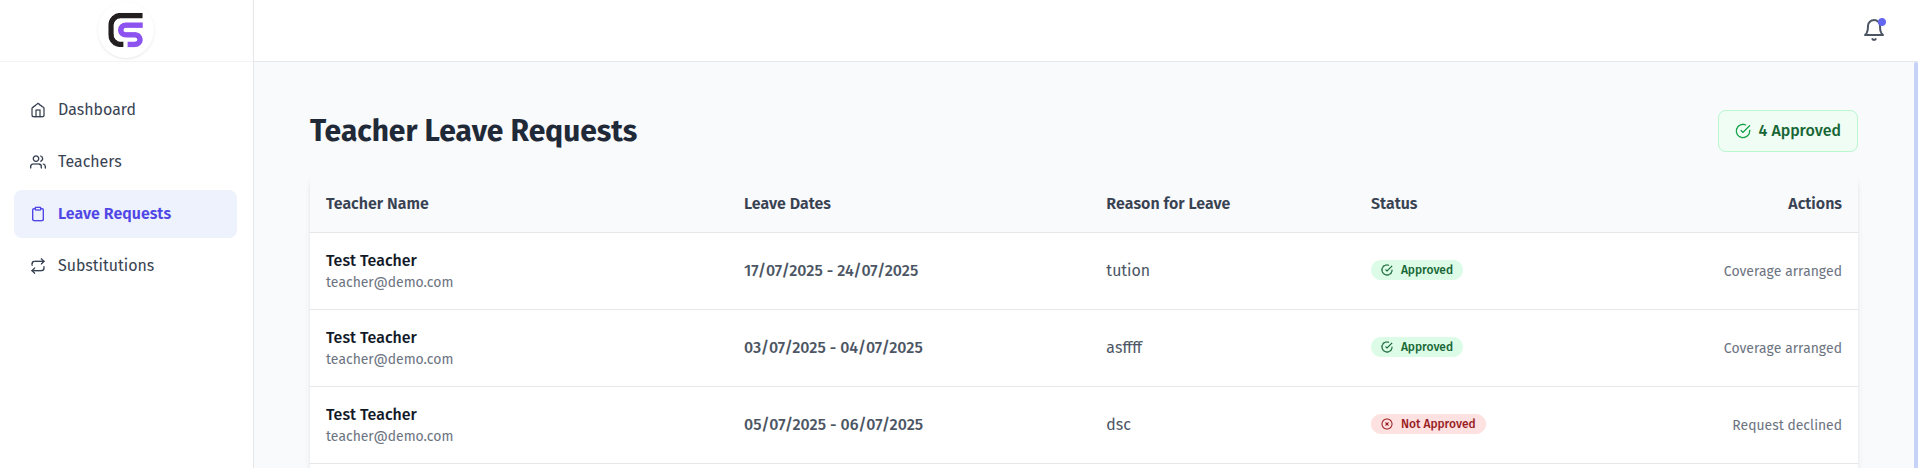 Dashboard
Teachers
Leave Requests
Substitutions
Teacher Leave Requests
4 Approved
Teacher Name Leave Dates Reason for Leave Status Actions
Test Teacher
teacher@demo.com
17/07/2025 - 24/07/2025 tution Approved Coverage arranged
Test Teacher
teacher@demo.com
03/07/2025 - 04/07/2025 asffff Approved Coverage arranged
Test Teacher
teacher@demo.com
05/07/2025 - 06/07/2025 dsc Not Approved Request declined